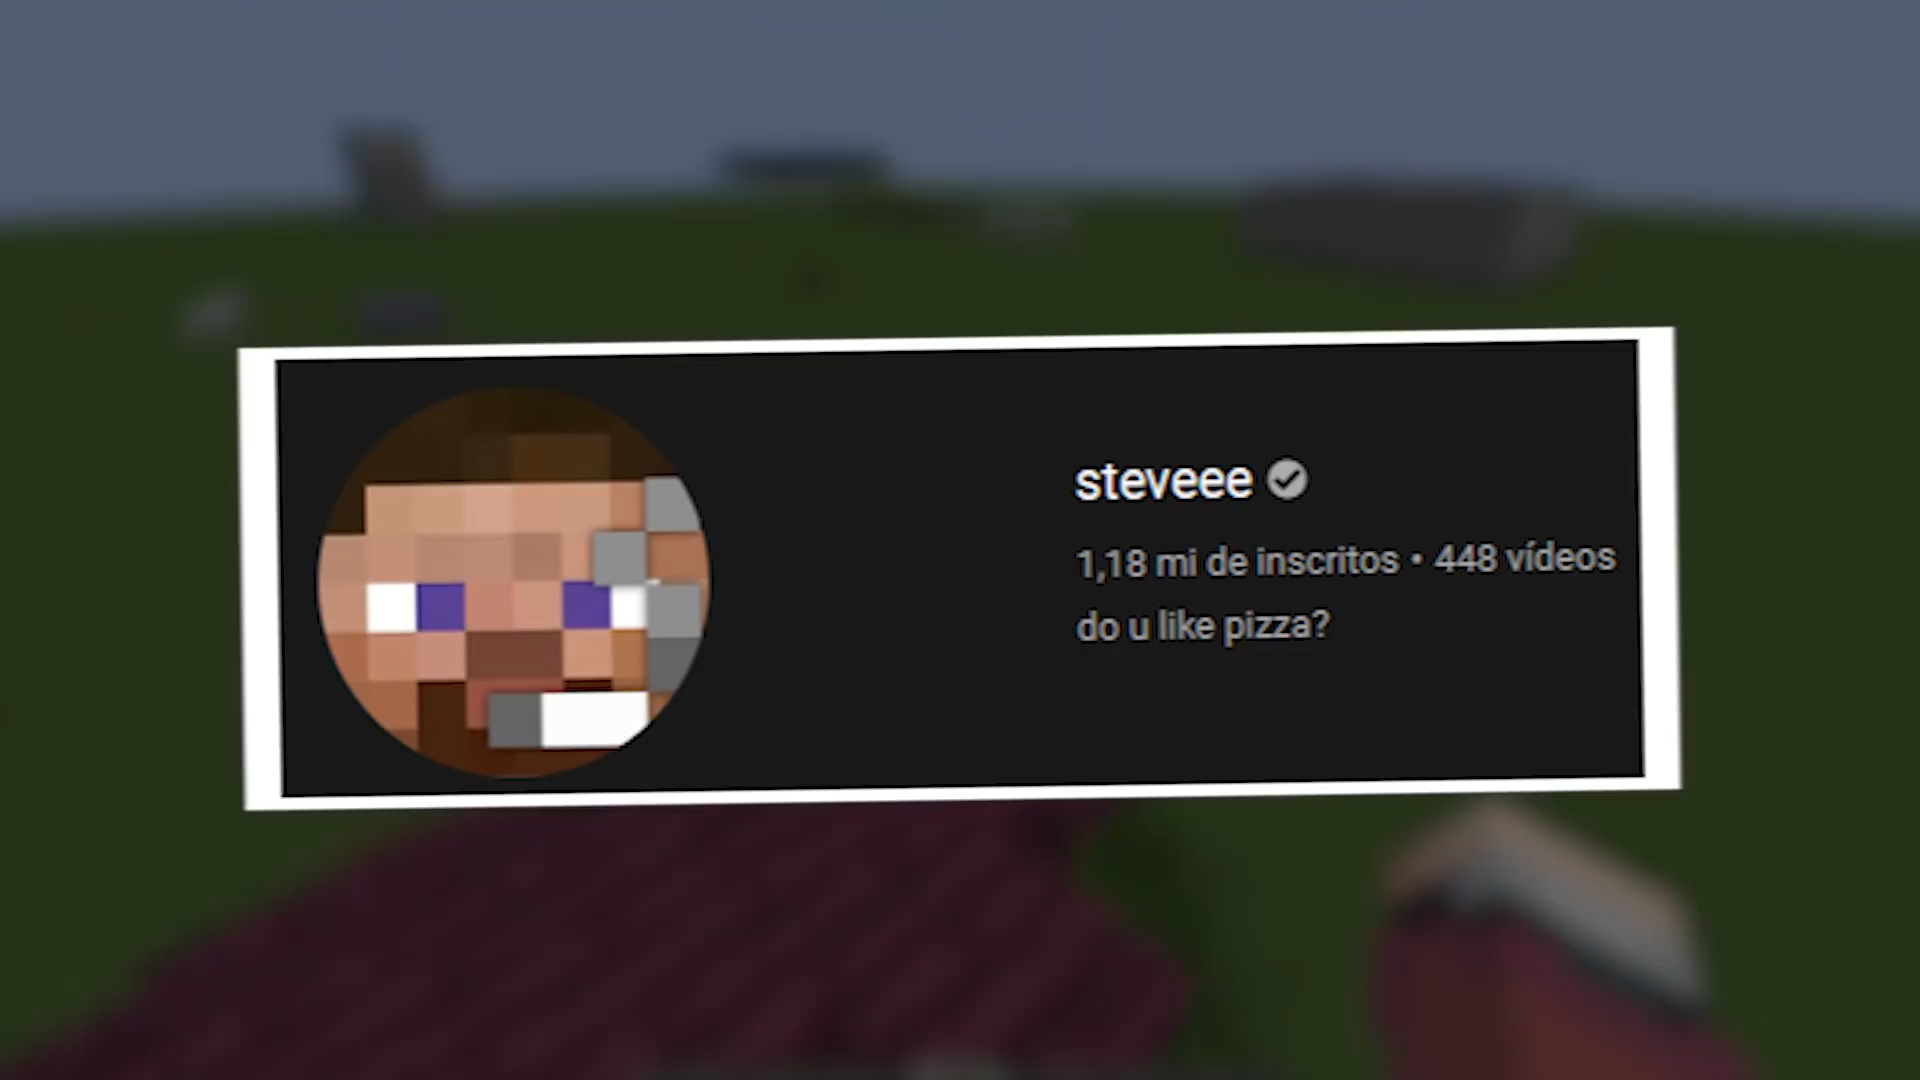 steveee
1,18 mi de inscritos • 448 vídeos
do u like pizza?